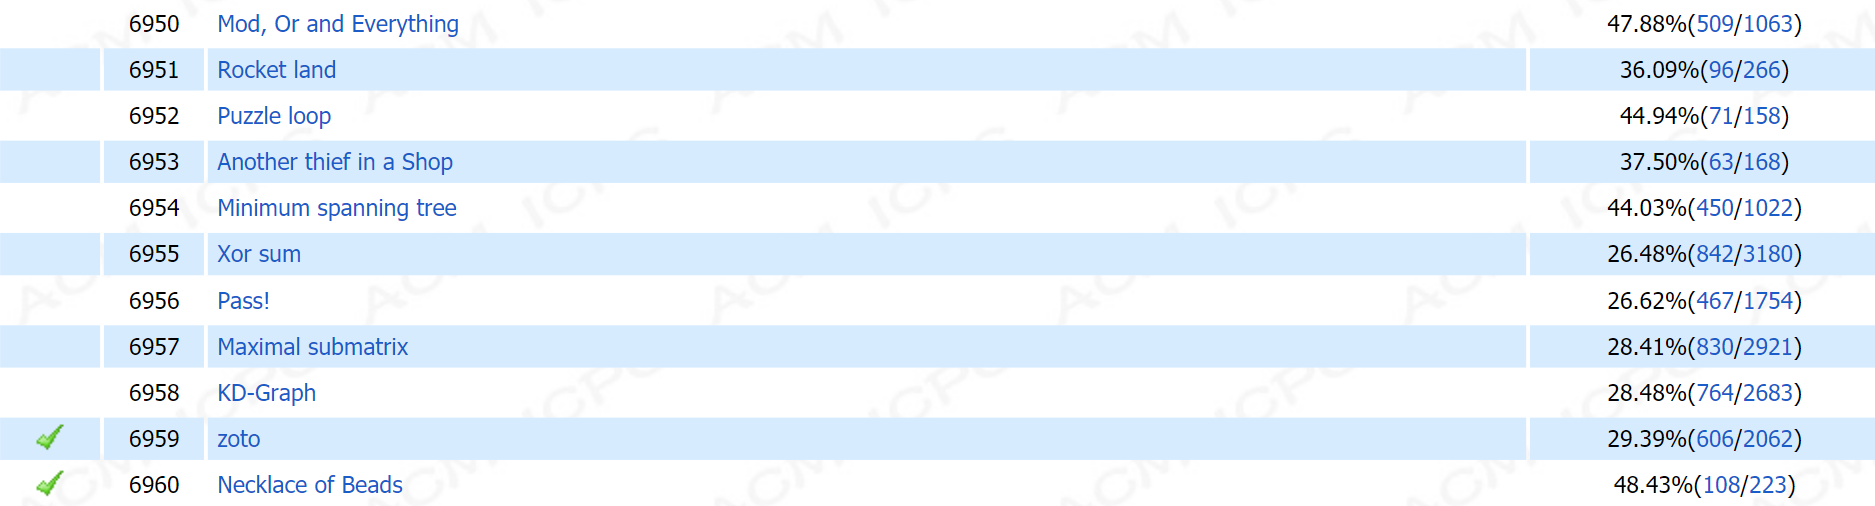 6950 Mod, Or and Everything 47.88%(509/1063)
6951 Rocket land 36.09%(96/266)
6952 Puzzle loop 44.94%(71/158)
6953 Another thief in a Shop 37.50%(63/168)
6954 Minimum spanning tree 44.03%(450/1022)
6955 Xor sum 26.48%(842/3180)
6956 Pass! 26.62%(467/1754)
6957 Maximal submatrix 28.41%(830/2921)
6958 KD-Graph 28.48%(764/2683)
6959 zoto 29.39%(606/2062)
6960 Necklace of Beads 48.43%(108/223)